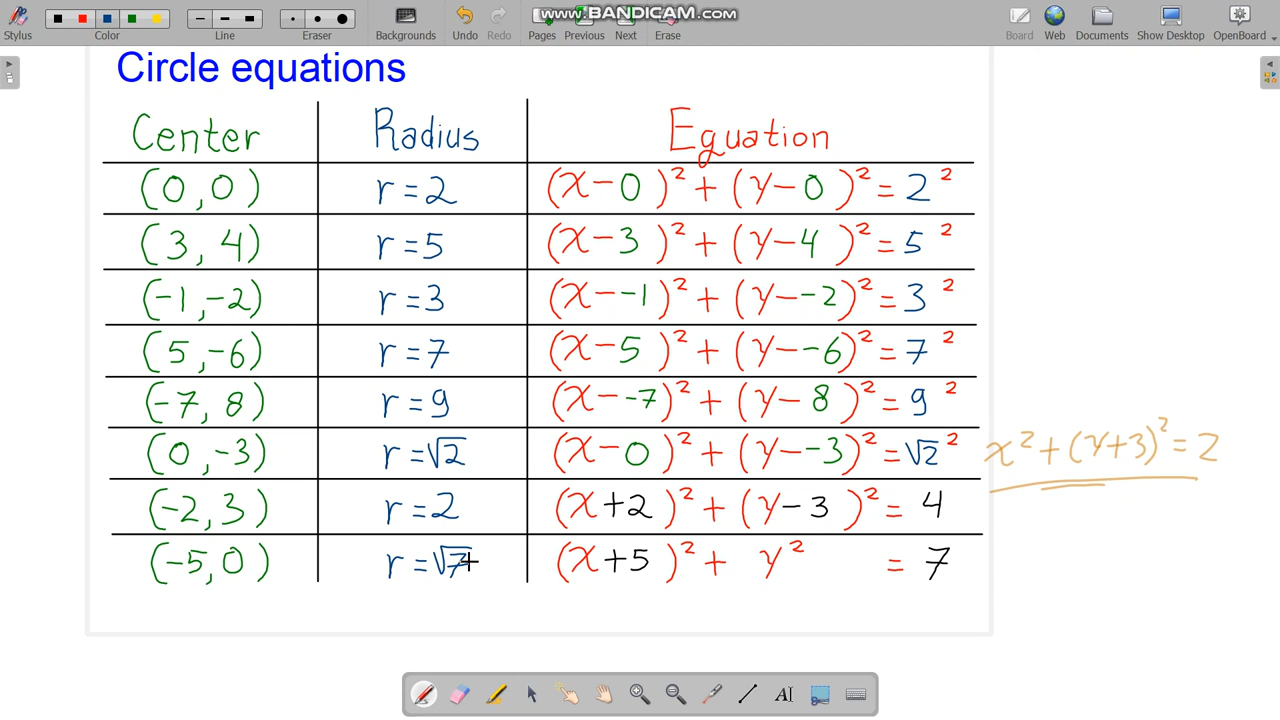 www.BANDICAM.com
Stylus Color Line Eraser Backgrounds Undo Redo Pages Previous Next Erase Board Web Documents Show Desktop OpenBoard
Circle equations
Center Radius Equation
(0, 0) r = 2 (x - 0)² + (y - 0)² = 2²
(3, 4) r = 5 (x - 3)² + (y - 4)² = 5²
(-1, -2) r = 3 (x - -1)² + (y - -2)² = 3²
(5, -6) r = 7 (x - 5)² + (y - -6)² = 7²
(-7, 8) r = 9 (x - -7)² + (y - 8)² = 9²
(0, -3) r = √2 (x - 0)² + (y - -3)² = √2² x² + (y+3)² = 2
(-2, 3) r = 2 (x + 2)² + (y - 3)² = 4
(-5, 0) r = √7 (x + 5)² + y² = 7